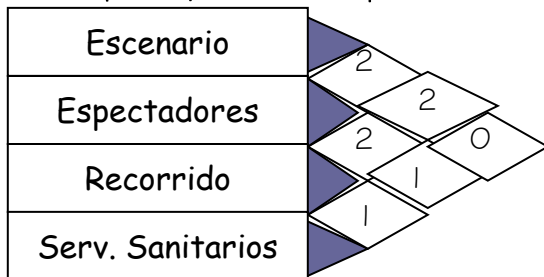 Escenario
2
2
Espectadores
2
0
Recorrido
1
1
Serv. Sanitarios